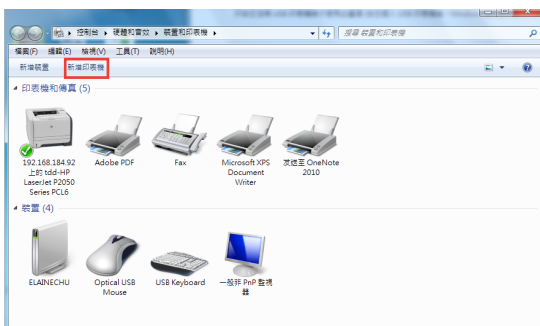 控制台 ▸ 硬體和音效 ▸ 裝置和印表機 ▸
搜尋 裝置和印表機
檔案(F) 編輯(E) 檢視(V) 工具(T) 說明(H)
新增裝置 新增印表機
印表機和傳真 (5)
192.168.184.92
上的 tdd-HP
LaserJet P2050
Series PCL6
Adobe PDF
Fax
Microsoft XPS
Document
Writer
发送至 OneNote
2010
裝置 (4)
ELAINECHU
Optical USB
Mouse
USB Keyboard
一般非 PnP 監視
器